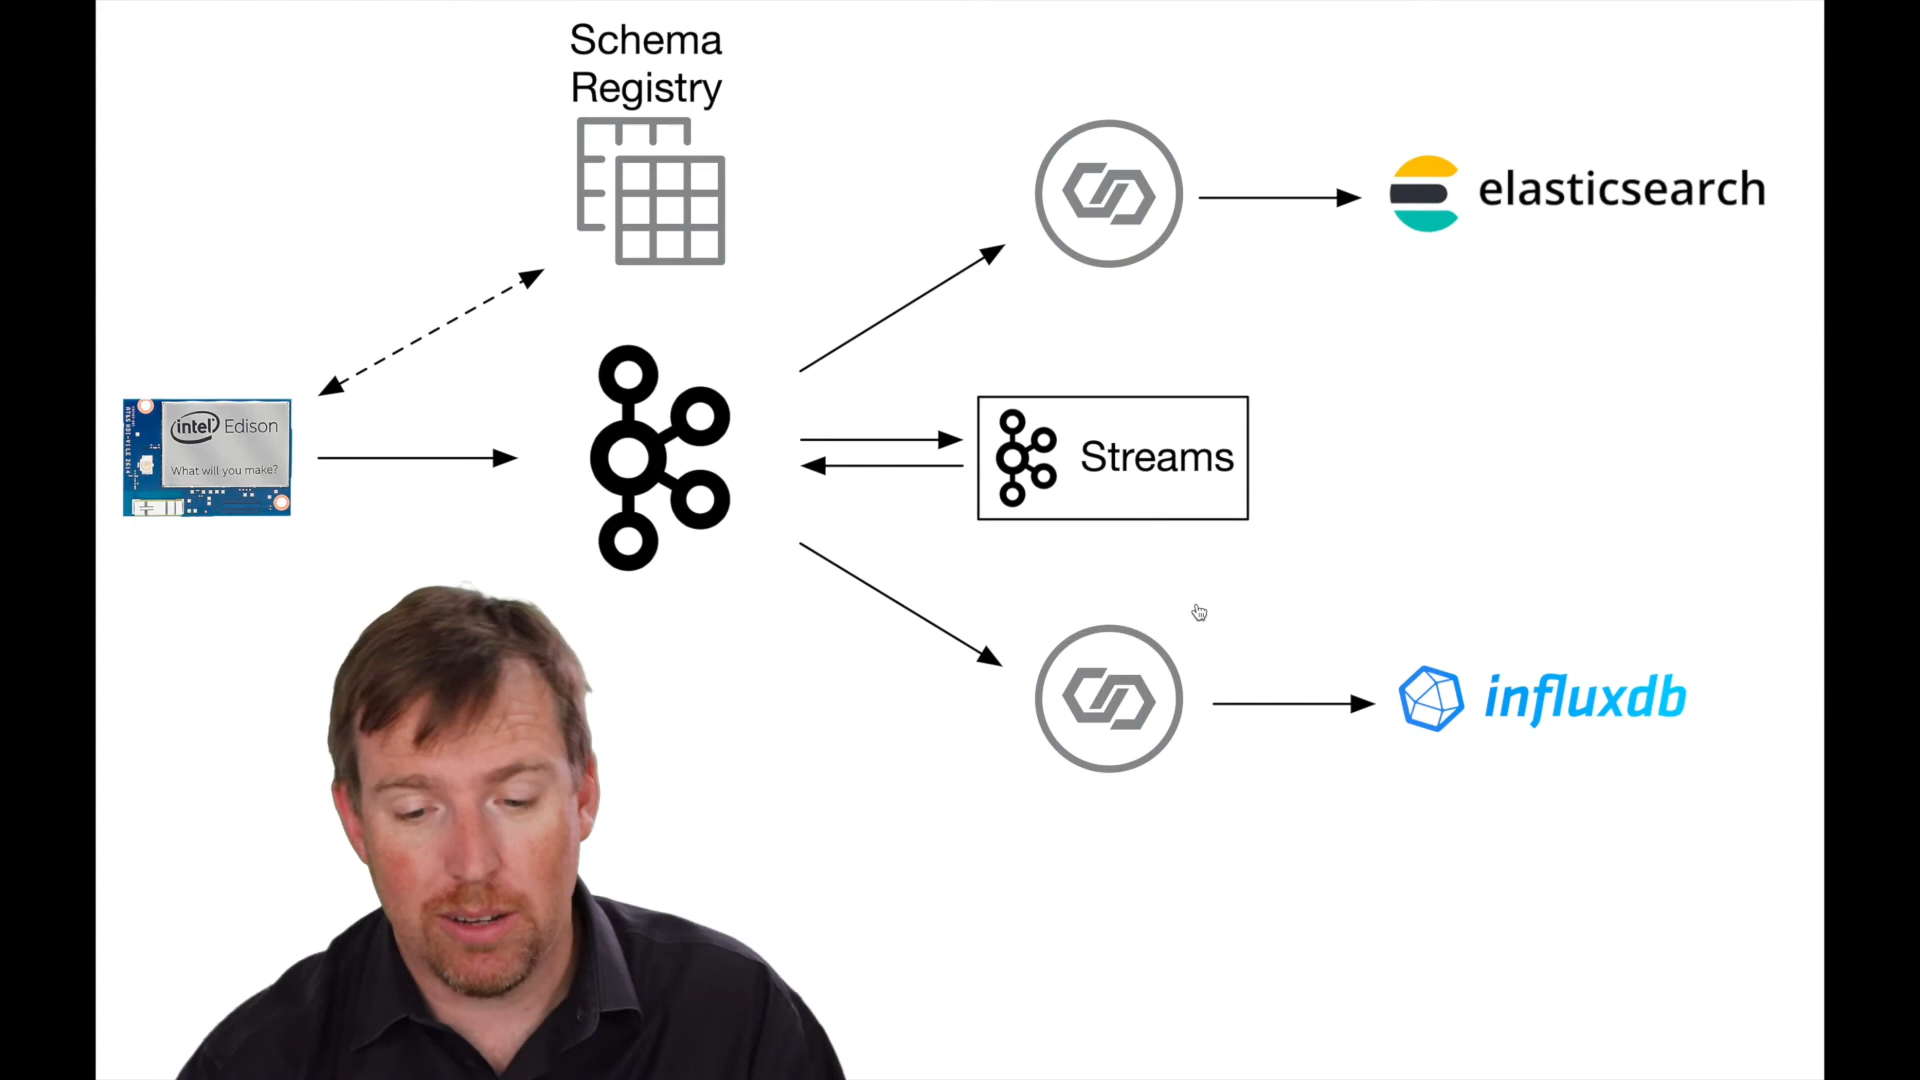 Schema
Registry
elasticsearch
intel Edison
What will you make?
Streams
influxdb